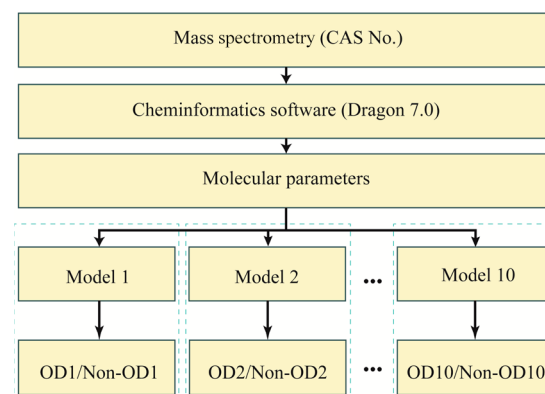 Mass spectrometry (CAS No.)
Cheminformatics software (Dragon 7.0)
Molecular parameters
Model 1
Model 2
...
Model 10
OD1/Non-OD1
OD2/Non-OD2
...
OD10/Non-OD10